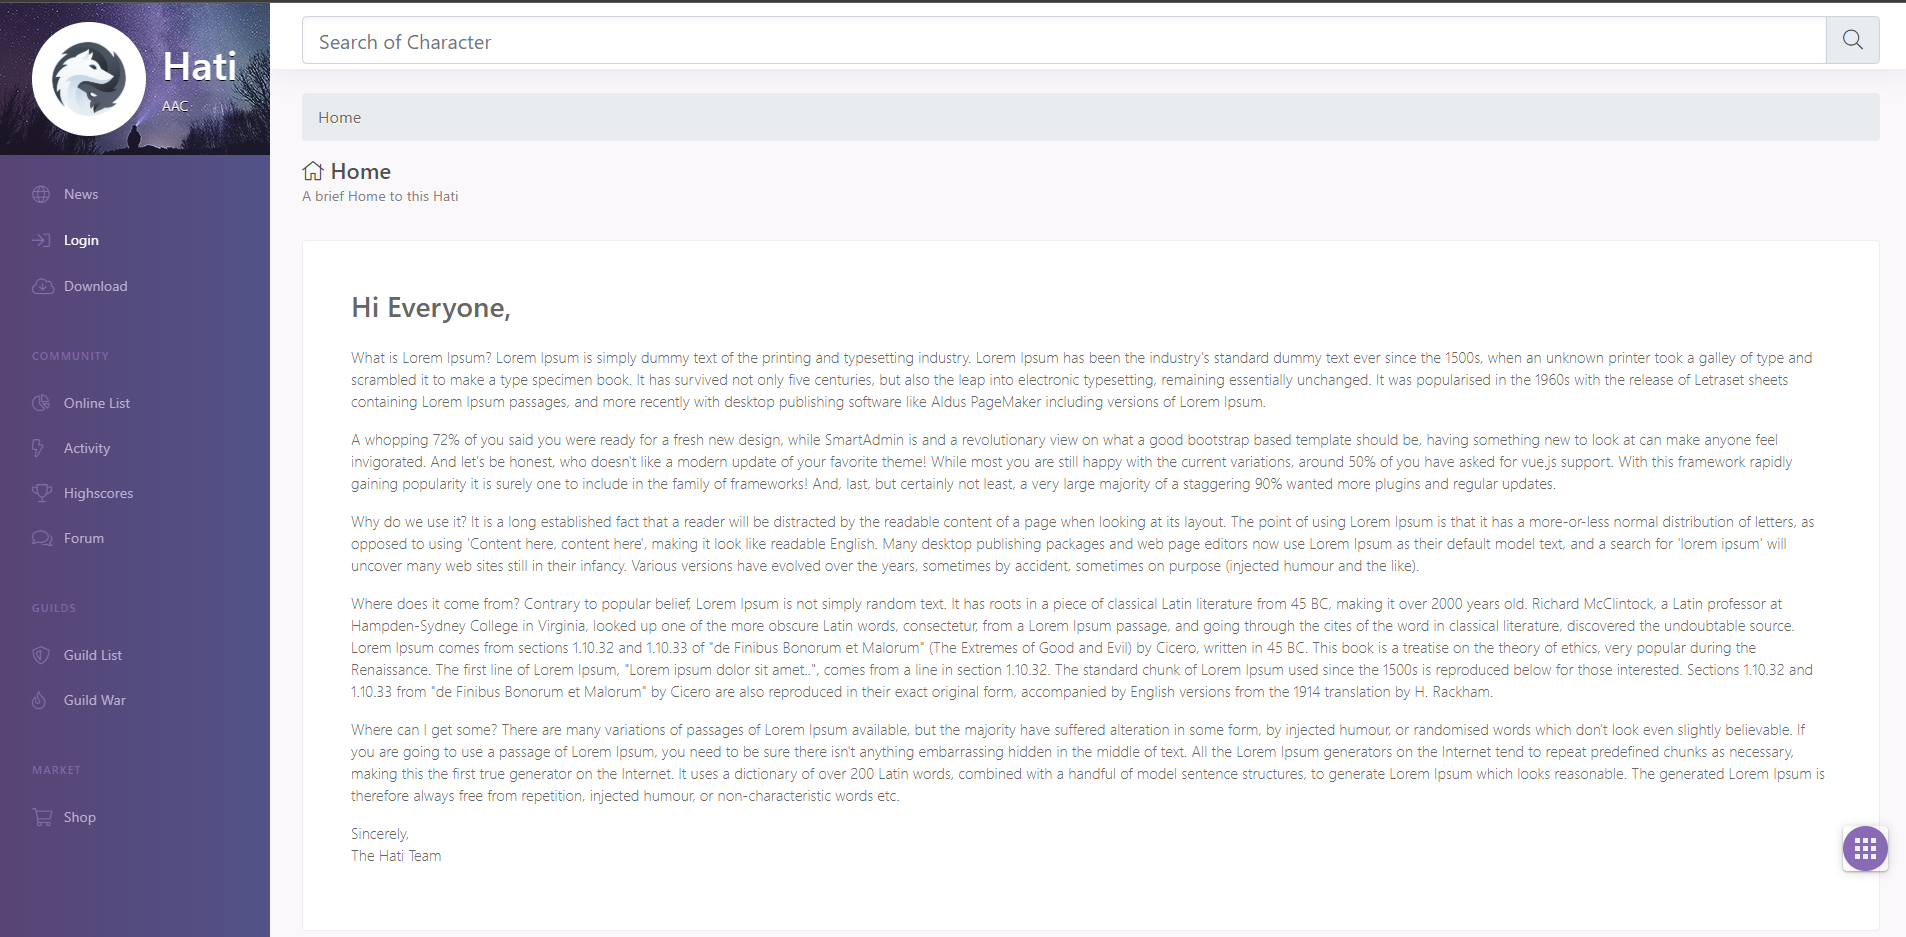 Hati
AAC
News
Login
Download
COMMUNITY
Online List
Activity
Highscores
Forum
GUILDS
Guild List
Guild War
MARKET
Shop
Search of Character
Home
Home
A brief Home to this Hati
Hi Everyone,
What is Lorem Ipsum? Lorem Ipsum is simply dummy text of the printing and typesetting industry. Lorem Ipsum has been the industry's standard dummy text ever since the 1500s, when an unknown printer took a galley of type and
scrambled it to make a type specimen book. It has survived not only five centuries, but also the leap into electronic typesetting, remaining essentially unchanged. It was popularised in the 1960s with the release of Letraset sheets
containing Lorem Ipsum passages, and more recently with desktop publishing software like Aldus PageMaker including versions of Lorem Ipsum.
A whopping 72% of you said you were ready for a fresh new design, while SmartAdmin is and a revolutionary view on what a good bootstrap based template should be, having something new to look at can make anyone feel
invigorated. And let's be honest, who doesn't like a modern update of your favorite theme! While most you are still happy with the current variations, around 50% of you have asked for vue.js support. With this framework rapidly
gaining popularity it is surely one to include in the family of frameworks! And, last, but certainly not least, a very large majority of a staggering 90% wanted more plugins and regular updates.
Why do we use it? It is a long established fact that a reader will be distracted by the readable content of a page when looking at its layout. The point of using Lorem Ipsum is that it has a more-or-less normal distribution of letters, as
opposed to using 'Content here, content here', making it look like readable English. Many desktop publishing packages and web page editors now use Lorem Ipsum as their default model text, and a search for 'lorem ipsum' will
uncover many web sites still in their infancy. Various versions have evolved over the years, sometimes by accident, sometimes on purpose (injected humour and the like).
Where does it come from? Contrary to popular belief, Lorem Ipsum is not simply random text. It has roots in a piece of classical Latin literature from 45 BC, making it over 2000 years old. Richard McClintock, a Latin professor at
Hampden-Sydney College in Virginia, looked up one of the more obscure Latin words, consectetur, from a Lorem Ipsum passage, and going through the cites of the word in classical literature, discovered the undoubtable source.
Lorem Ipsum comes from sections 1.10.32 and 1.10.33 of "de Finibus Bonorum et Malorum" (The Extremes of Good and Evil) by Cicero, written in 45 BC. This book is a treatise on the theory of ethics, very popular during the
Renaissance. The first line of Lorem Ipsum, "Lorem ipsum dolor sit amet..", comes from a line in section 1.10.32. The standard chunk of Lorem Ipsum used since the 1500s is reproduced below for those interested. Sections 1.10.32 and
1.10.33 from "de Finibus Bonorum et Malorum" by Cicero are also reproduced in their exact original form, accompanied by English versions from the 1914 translation by H. Rackham.
Where can I get some? There are many variations of passages of Lorem Ipsum available, but the majority have suffered alteration in some form, by injected humour, or randomised words which don't look even slightly believable. If
you are going to use a passage of Lorem Ipsum, you need to be sure there isn't anything embarrassing hidden in the middle of text. All the Lorem Ipsum generators on the Internet tend to repeat predefined chunks as necessary,
making this the first true generator on the Internet. It uses a dictionary of over 200 Latin words, combined with a handful of model sentence structures, to generate Lorem Ipsum which looks reasonable. The generated Lorem Ipsum is
therefore always free from repetition, injected humour, or non-characteristic words etc.
Sincerely,
The Hati Team